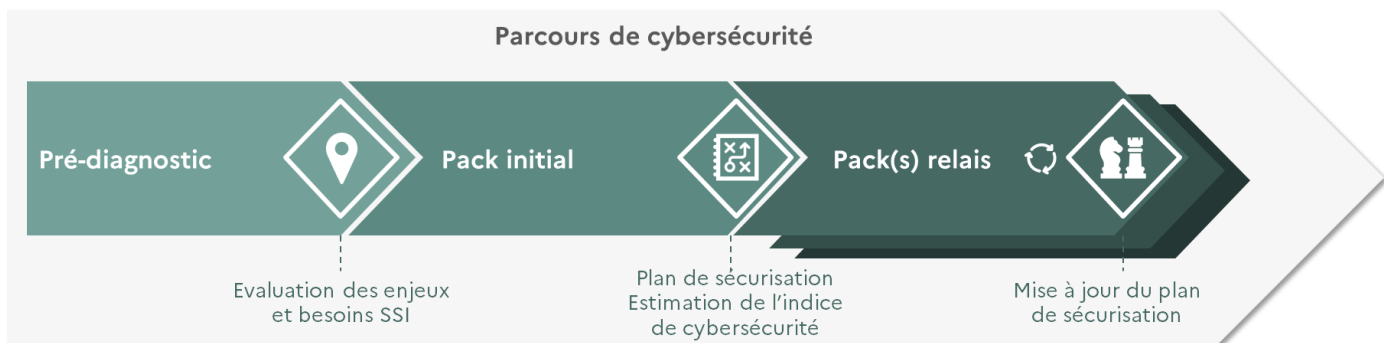 Parcours de cybersécurité
Pré-diagnostic
Pack initial
Pack(s) relais
Evaluation des enjeux
et besoins SSI
Plan de sécurisation
Estimation de l'indice
de cybersécurité
Mise à jour du plan
de sécurisation